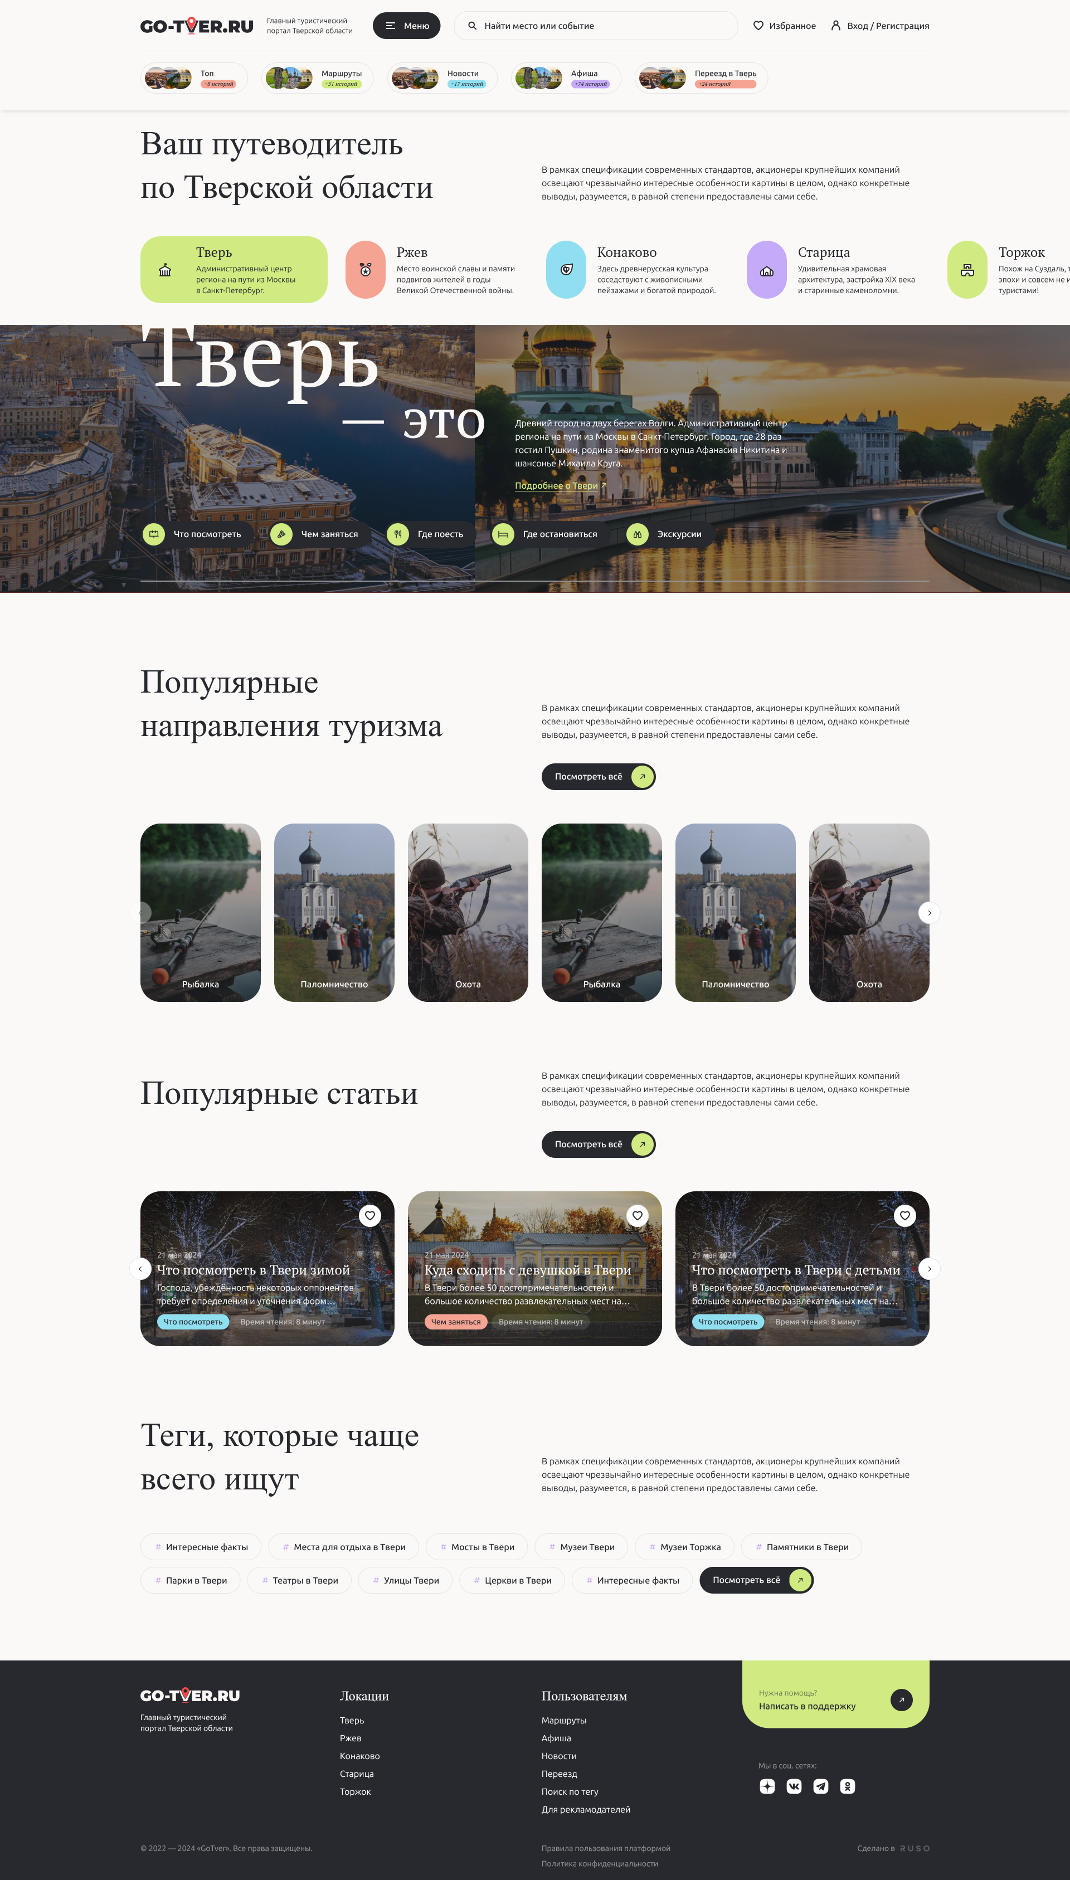 GO-TVER.RU
Главный туристический
портал Тверской области
Меню
Найти место или событие
Избранное
Вход / Регистрация
Топ
Маршруты
+31 историй
Новости
+17 историй
Афиша
+74 историй
Переезд в Тверь
+24 историй
Ваш путеводитель
по Тверской области
В рамках спецификации современных стандартов, акционеры крупнейших компаний
освещают чрезвычайно интересные особенности картины в целом, однако конкретные
выводы, разумеется, в равной степени предоставлены сами себе.
Тверь
Административный центр
региона на пути из Москвы
в Санкт-Петербург.
Ржев
Место воинской славы и памяти
подвигов жителей в годы
Великой Отечественной войны.
Конаково
Здесь древнерусская культура
соседствуют с живописными
пейзажами и богатой природой.
Старица
Удивительная храмовая
архитектура, застройка XIX века
и старинные каменоломни.
Торжок
Похож на Суздаль,
эпохи и совсем не
туристами!
Тверь
— это
Древний город на двух берегах Волги. Административный центр
региона на пути из Москвы в Санкт-Петербург. Город, где 28 раз
гостил Пушкин, родина знаменитого купца Афанасия Никитина и
шансонье Михаила Круга.
Подробнее о Твери ↗
Что посмотреть
Чем заняться
Где поесть
Где остановиться
Экскурсии
Популярные
направления туризма
В рамках спецификации современных стандартов, акционеры крупнейших компаний
освещают чрезвычайно интересные особенности картины в целом, однако конкретные
выводы, разумеется, в равной степени предоставлены сами себе.
Посмотреть всё
Рыбалка
Паломничество
Охота
Рыбалка
Паломничество
Охота
Популярные статьи
В рамках спецификации современных стандартов, акционеры крупнейших компаний
освещают чрезвычайно интересные особенности картины в целом, однако конкретные
выводы, разумеется, в равной степени предоставлены сами себе.
Посмотреть всё
21 мая 2024
Что посмотреть в Твери зимой
Господа, убеждённость некоторых оппонентов
требует определения и уточнения форм...
Что посмотреть
Время чтения: 8 минут
21 мая 2024
Куда сходить с девушкой в Твери
В Твери более 50 достопримечательностей и
большое количество развлекательных мест на...
Чем заняться
Время чтения: 8 минут
21 мая 2024
Что посмотреть в Твери с детьми
В Твери более 50 достопримечательностей и
большое количество развлекательных мест на...
Что посмотреть
Время чтения: 8 минут
Теги, которые чаще
всего ищут
В рамках спецификации современных стандартов, акционеры крупнейших компаний
освещают чрезвычайно интересные особенности картины в целом, однако конкретные
выводы, разумеется, в равной степени предоставлены сами себе.
# Интересные факты
# Места для отдыха в Твери
# Мосты в Твери
# Музеи Твери
# Музеи Торжка
# Памятники в Твери
# Парки в Твери
# Театры в Твери
# Улицы Твери
# Церкви в Твери
# Интересные факты
Посмотреть всё
GO-TVER.RU
Главный туристический
портал Тверской области
Локации
Тверь
Ржев
Конаково
Старица
Торжок
Пользователям
Маршруты
Афиша
Новости
Переезд
Поиск по тегу
Для рекламодателей
Нужна помощь?
Написать в поддержку
Мы в соц. сетях:
© 2022 — 2024 «GoTver». Все права защищены.
Правила пользования платформой
Политика конфиденциальности
Сделано в RUSO